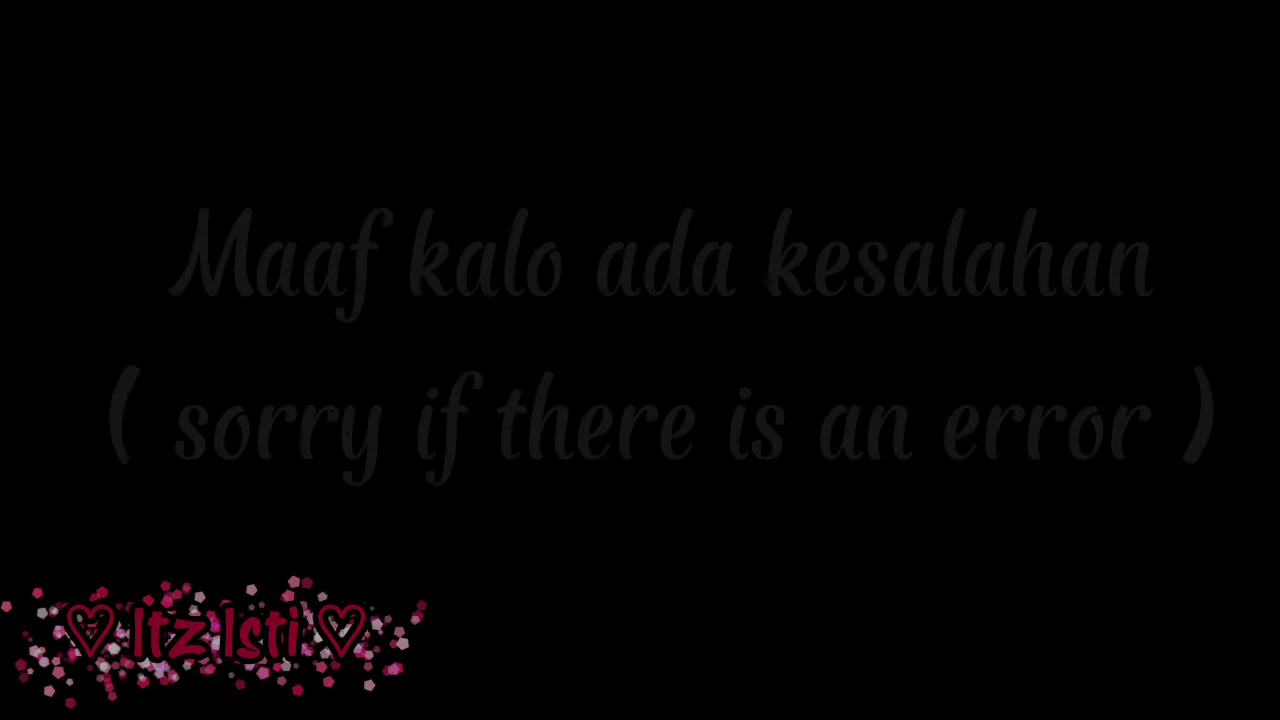 Maaf kalo ada kesalahan
( sorry if there is an error )
♡ Itz Isti ♡